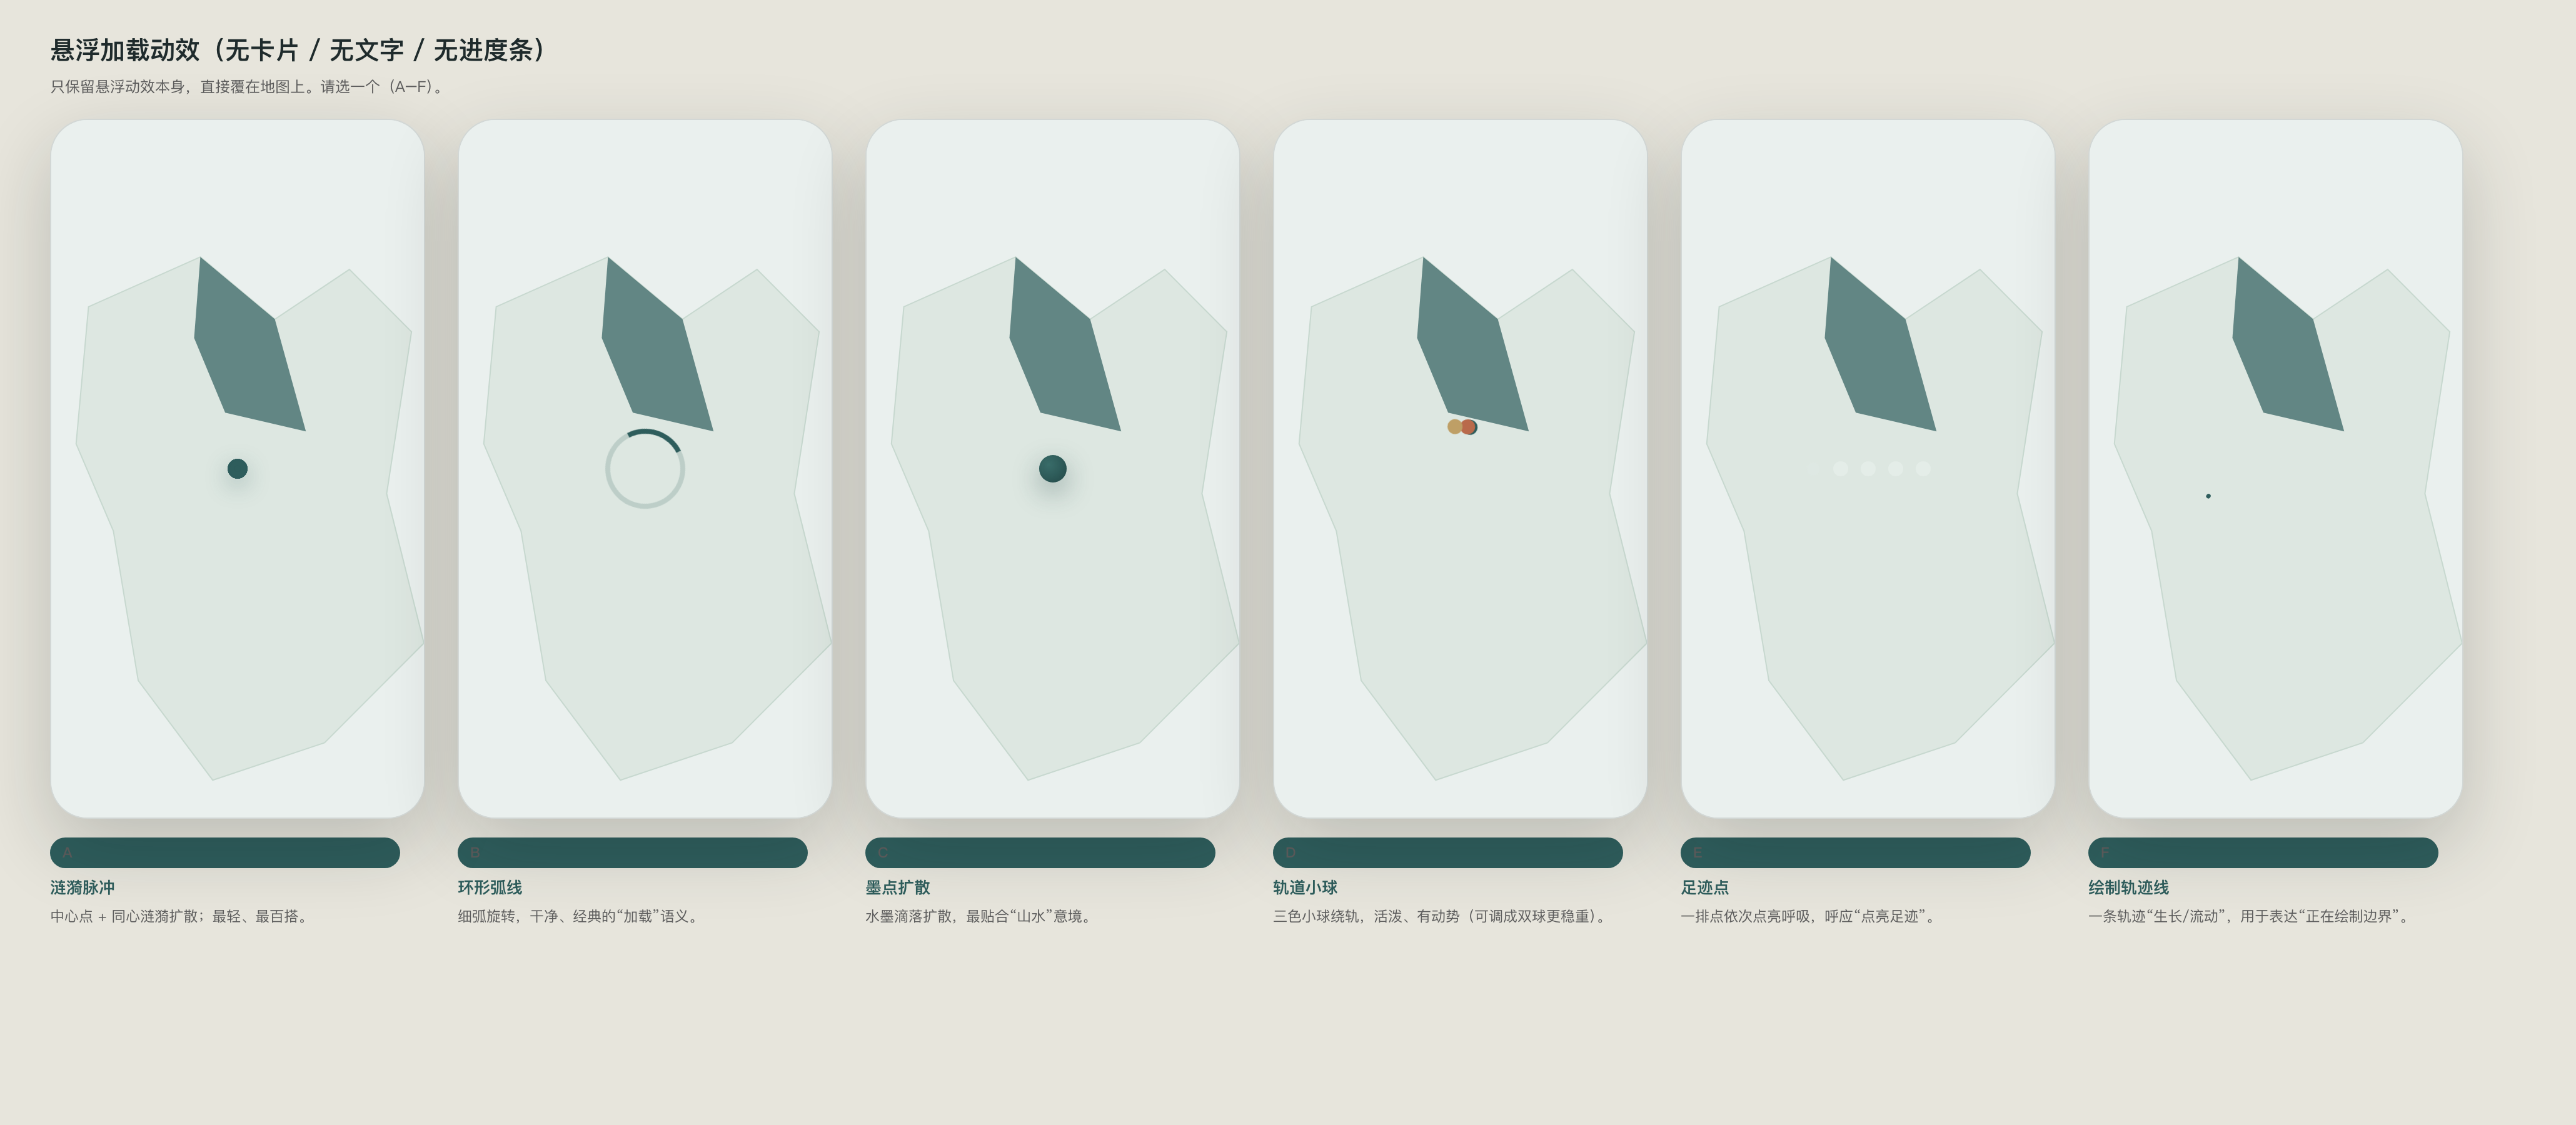 悬浮加载动效（无卡片 / 无文字 / 无进度条）
只保留悬浮动效本身，直接覆在地图上。请选一个（A–F）。
A
涟漪脉冲
中心点 + 同心涟漪扩散；最轻、最百搭。
B
环形弧线
细弧旋转，干净、经典的“加载”语义。
C
墨点扩散
水墨滴落扩散，最贴合“山水”意境。
D
轨道小球
三色小球绕轨，活泼、有动势（可调成双球更稳重）。
E
足迹点
一排点依次点亮呼吸，呼应“点亮足迹”。
F
绘制轨迹线
一条轨迹“生长/流动”，用于表达“正在绘制边界”。